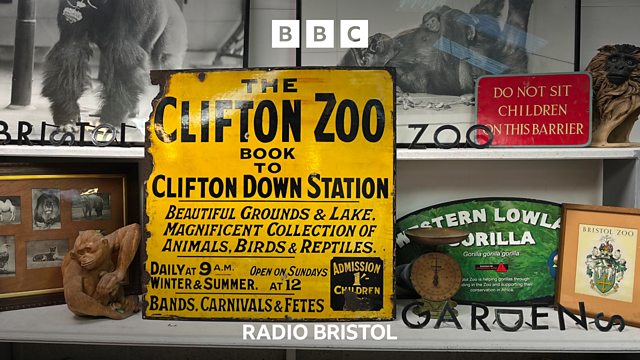 BBC
THE
CLIFTON ZOO
BOOK
TO
CLIFTON DOWN STATION
BEAUTIFUL GROUNDS & LAKE.
MAGNIFICENT COLLECTION OF
ANIMALS, BIRDS & REPTILES.
DAILY AT 9 A.M. OPEN ON SUNDAYS
WINTER & SUMMER. AT 12
BANDS, CARNIVALS & FETES
ADMISSION
1/-
CHILDREN
DO NOT SIT
CHILDREN
ON THIS BARRIER
BRISTOL ZOO
WESTERN LOWLA
GORILLA
Gorilla gorilla gorilla
BRISTOL ZOO
GARDENS
RADIO BRISTOL